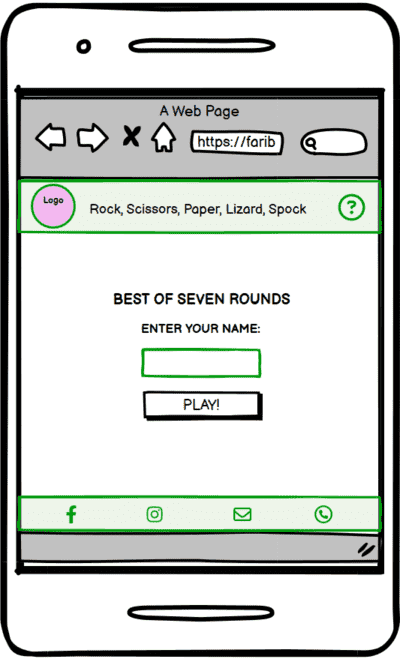 A Web Page
https://farib
Logo
Rock, Scissors, Paper, Lizard, Spock
?
BEST OF SEVEN ROUNDS
ENTER YOUR NAME:
PLAY!